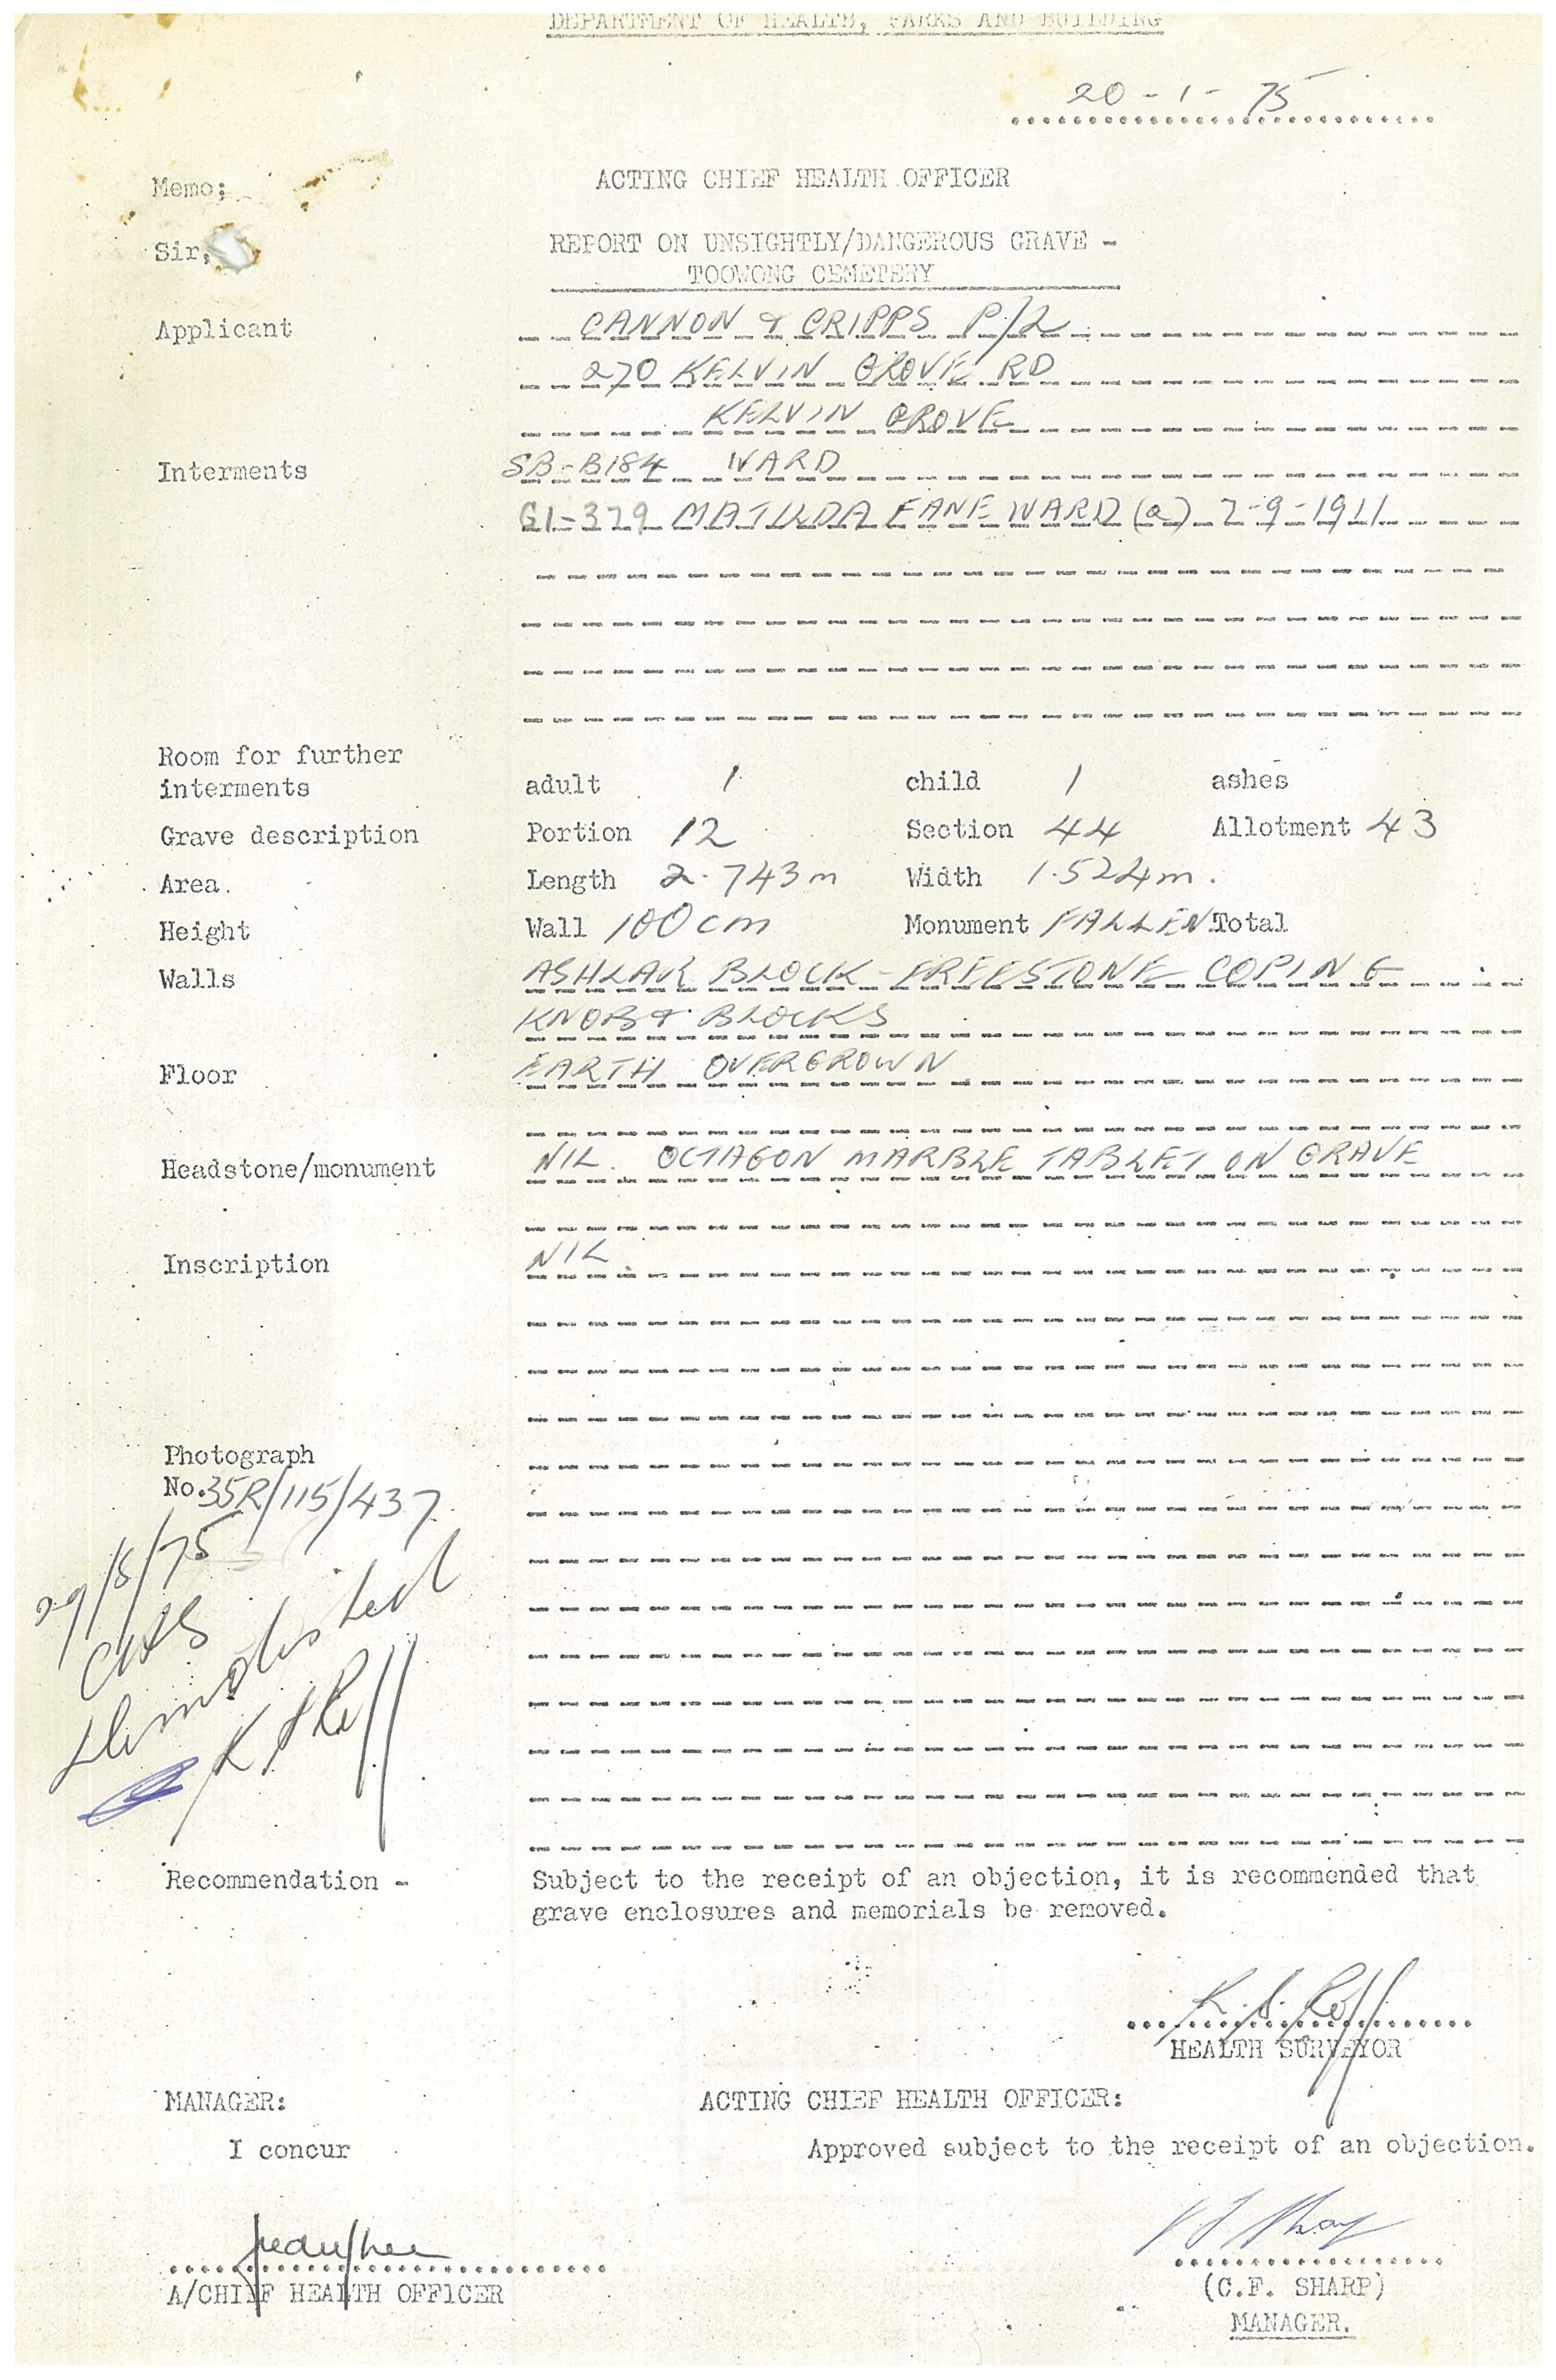 DEPARTMENT OF HEALTH, PARKS AND BUILDING
20-1-75
Memo; ACTING CHIEF HEALTH OFFICER
Sir, REPORT ON UNSIGHTLY/DANGEROUS GRAVE -
TOOWONG CEMETERY
Applicant CANNON & CRIPPS P/L
270 KELVIN GROVE RD
KELVIN GROVE
Interments SB-B184 WARD
G1-379 MATILDA JANE WARD (a) 7-9-1911
Room for further
interments adult 1 child 1 ashes
Grave description Portion 12 Section 44 Allotment 43
Area. Length 2.743m Width 1.524m.
Height Wall 100cm Monument FALLEN Total
Walls ASHLAR BLOCK - FREESTONE COPING
KNOB & BLOCKS
Floor EARTH OVERGROWN
Headstone/monument NIL. OCTAGON MARBLE TABLET ON GRAVE
Inscription NIL.
Photograph
No. 35R/115/437
29/8/75
demolished
Recommendation - Subject to the receipt of an objection, it is recommended that
grave enclosures and memorials be removed.
HEALTH SURVEYOR
MANAGER: ACTING CHIEF HEALTH OFFICER:
I concur Approved subject to the receipt of an objection.
A/CHIEF HEALTH OFFICER (C.F. SHARP)
MANAGER.